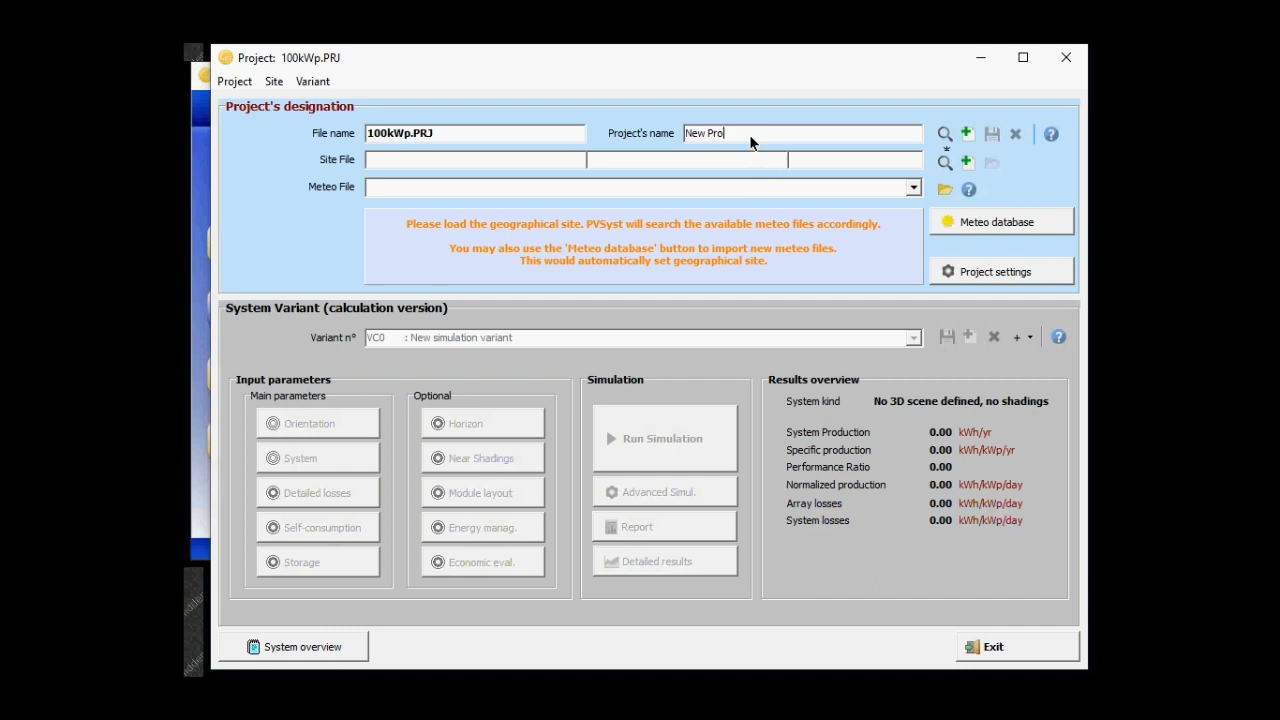 Project: 100kWp.PRJ
Project Site Variant
Project's designation
File name 100kWp.PRJ Project's name New Pro
Site File
Meteo File
Please load the geographical site. PVSyst will search the available meteo files accordingly.
You may also use the 'Meteo database' button to import new meteo files.
This would automatically set geographical site.
Meteo database
Project settings
System Variant (calculation version)
Variant n° VC0 : New simulation variant
Input parameters
Main parameters
Orientation
System
Detailed losses
Self-consumption
Storage
Optional
Horizon
Near Shadings
Module layout
Energy manag.
Economic eval.
Simulation
Run Simulation
Advanced Simul.
Report
Detailed results
Results overview
System kind No 3D scene defined, no shadings
System Production 0.00 kWh/yr
Specific production 0.00 kWh/kWp/yr
Performance Ratio 0.00
Normalized production 0.00 kWh/kWp/day
Array losses 0.00 kWh/kWp/day
System losses 0.00 kWh/kWp/day
System overview
Exit